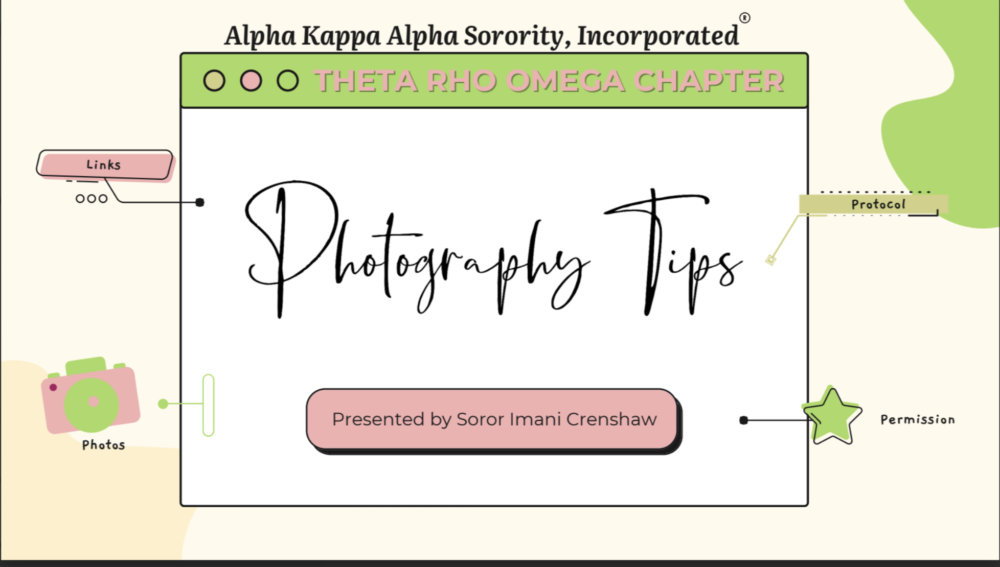 Alpha Kappa Alpha Sorority, Incorporated®
THETA RHO OMEGA CHAPTER
Links
Photography Tips
Protocol
Presented by Soror Imani Crenshaw
Permission
Photos